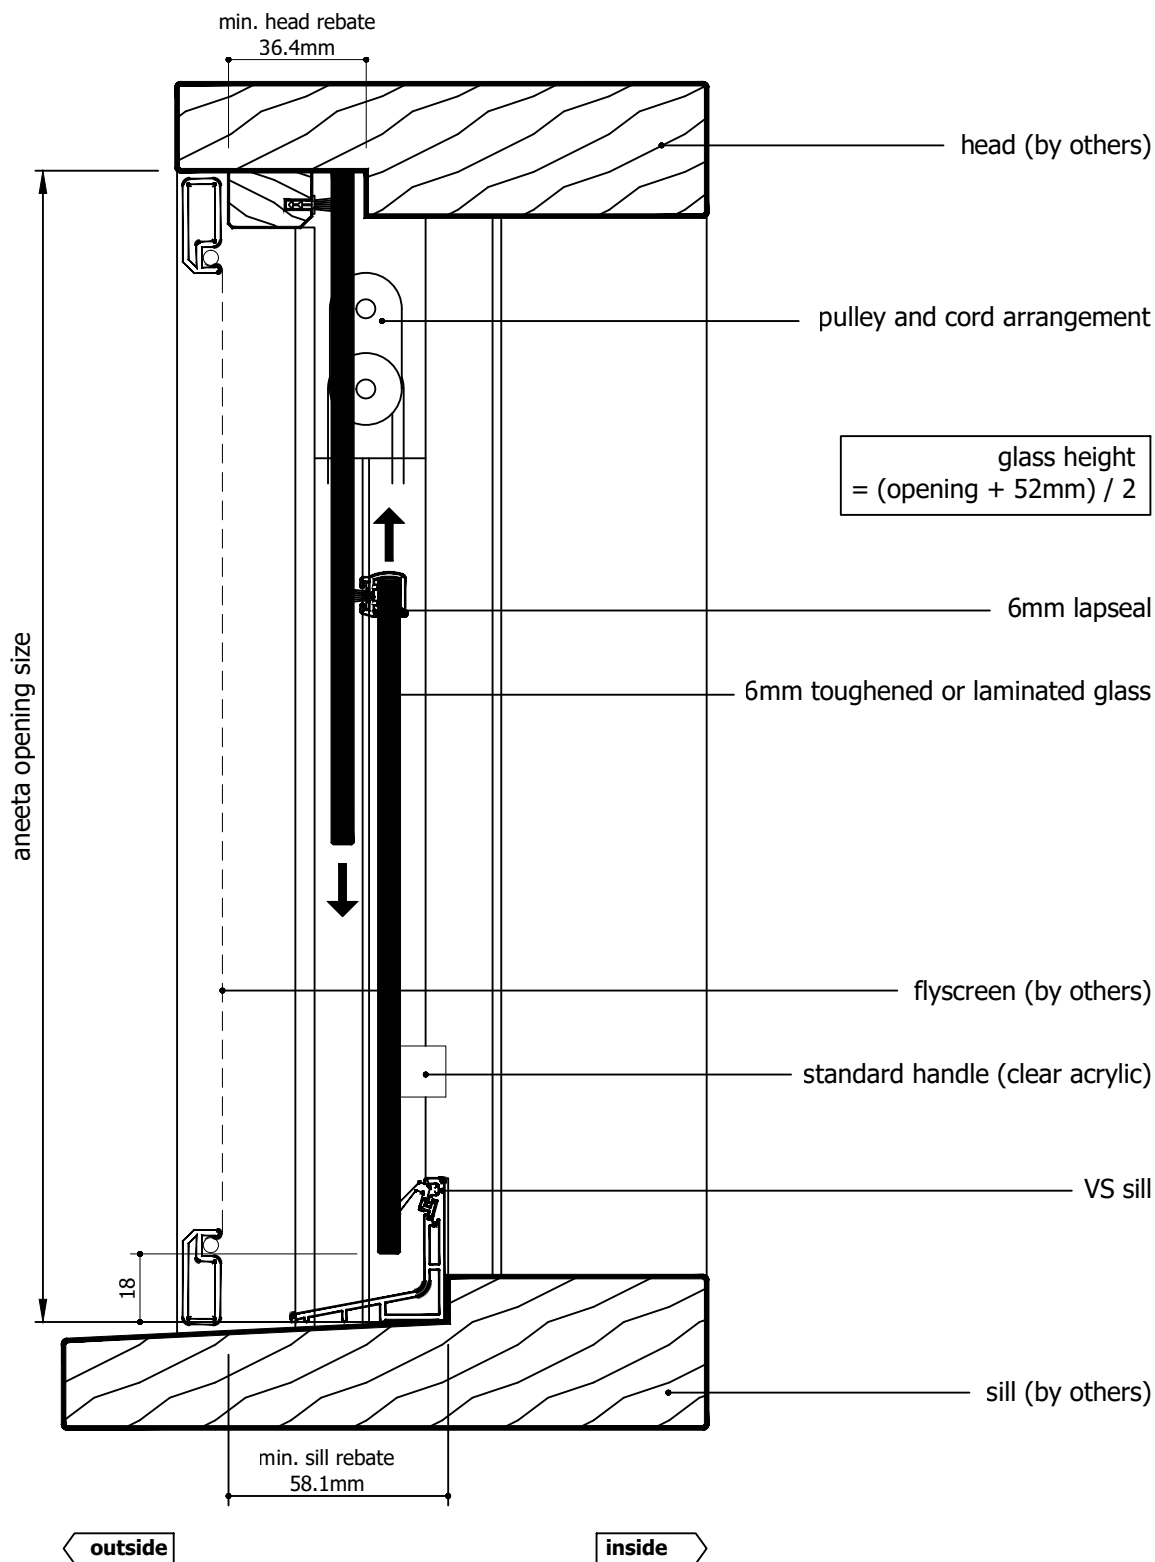 min. head rebate
36.4mm
head (by others)
pulley and cord arrangement
glass height
= (opening + 52mm) / 2
6mm lapseal
aneeta opening size
6mm toughened or laminated glass
flyscreen (by others)
standard handle (clear acrylic)
VS sill
18
sill (by others)
min. sill rebate
58.1mm
outside
inside